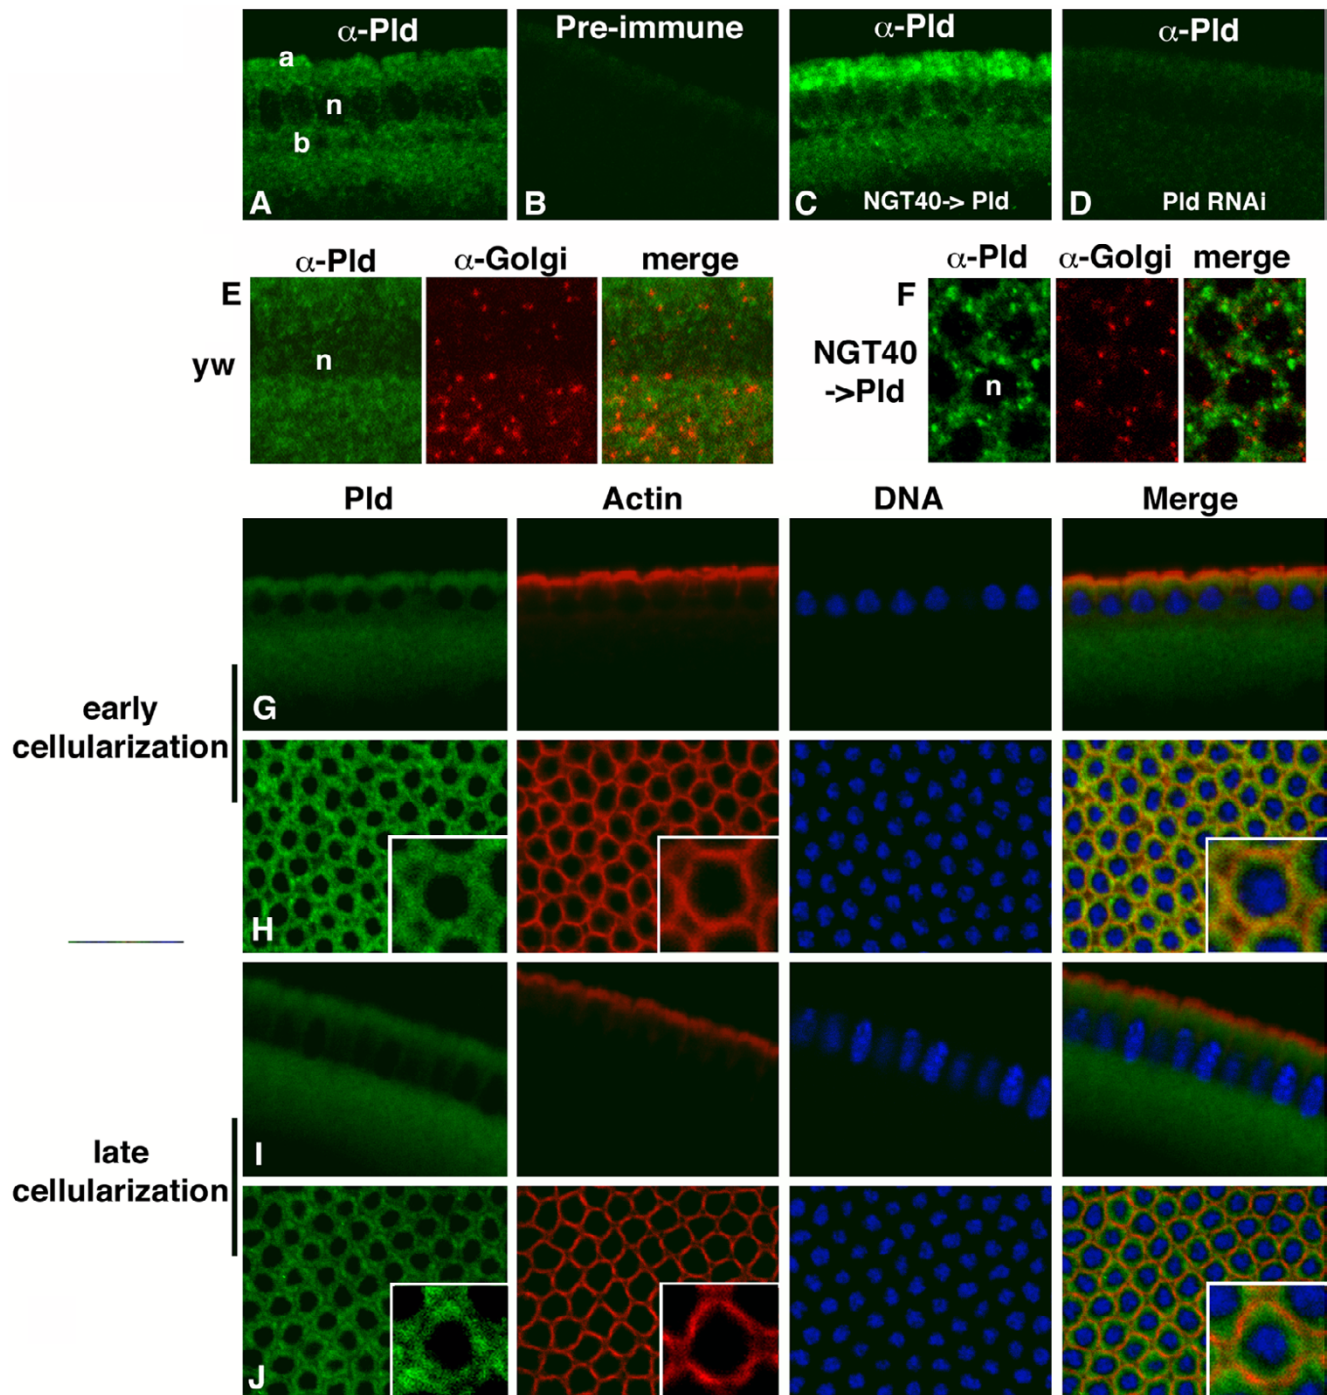 α-Pld
Pre-immune
α-Pld
α-Pld
a
n
b
A
B
C
NGT40-> Pld
D
Pld RNAi
E
α-Pld
α-Golgi
merge
yw
n
F
α-Pld
α-Golgi
merge
NGT40
->Pld
n
Pld
Actin
DNA
Merge
early
cellularization
G
H
late
cellularization
I
J